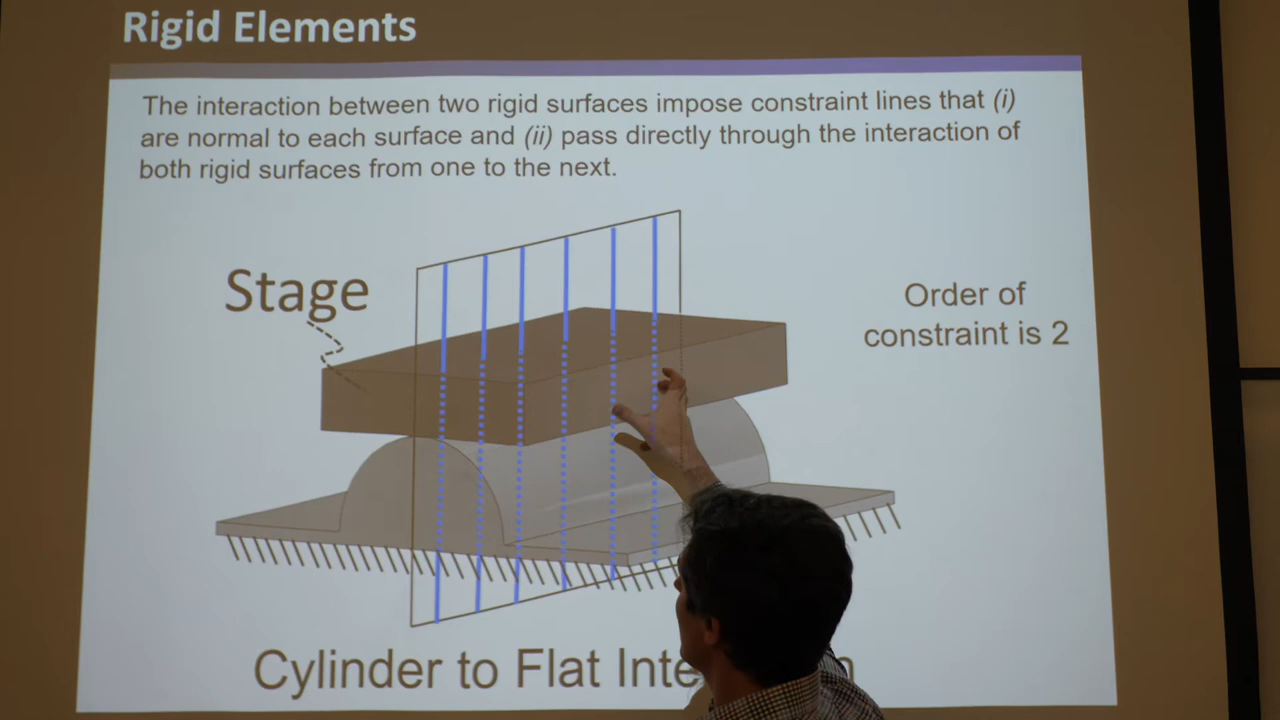 Rigid Elements
The interaction between two rigid surfaces impose constraint lines that (i)
are normal to each surface and (ii) pass directly through the interaction of
both rigid surfaces from one to the next.
Stage
Order of
constraint is 2
Cylinder to Flat